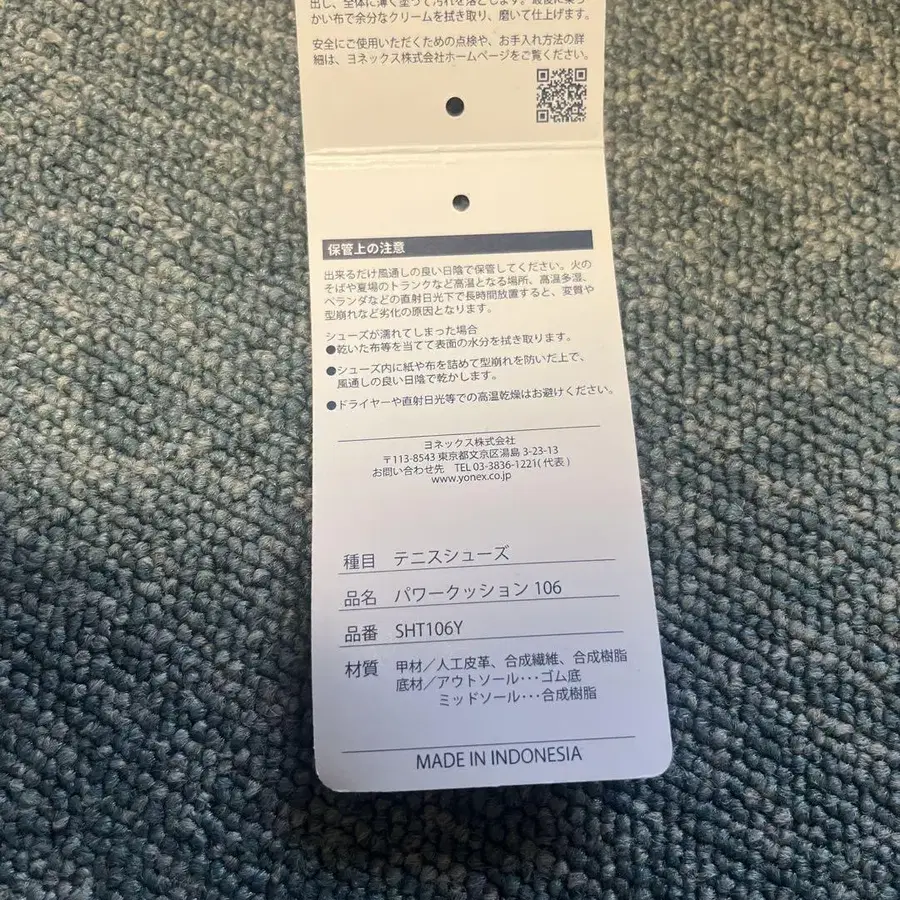 出し、全体に薄く塗って汚れを落とします。最後に柔ら
かい布で余分なクリームを拭き取り、磨いて仕上げます。
安全にご使用いただくための点検や、お手入れ方法の詳
細は、ヨネックス株式会社ホームページをご覧ください。
保管上の注意
出来るだけ風通しの良い日陰で保管してください。火の
そばや夏場のトランクなど高温となる場所、高温多湿、
ベランダなどの直射日光下で長時間放置すると、変質や
型崩れなど劣化の原因となります。
シューズが濡れてしまった場合
●乾いた布等を当てて表面の水分を拭き取ります。
●シューズ内に紙や布を詰めて型崩れを防いだ上で、
風通しの良い日陰で乾かします。
●ドライヤーや直射日光等での高温乾燥はお避けください。
ヨネックス株式会社
〒113-8543 東京都文京区湯島 3-23-13
お問い合わせ先 TEL 03-3836-1221(代表)
www.yonex.co.jp
種目 テニスシューズ
品名 パワークッション 106
品番 SHT106Y
材質 甲材/人工皮革、合成繊維、合成樹脂
底材/アウトソール･･･ゴム底
ミッドソール･･･合成樹脂
MADE IN INDONESIA